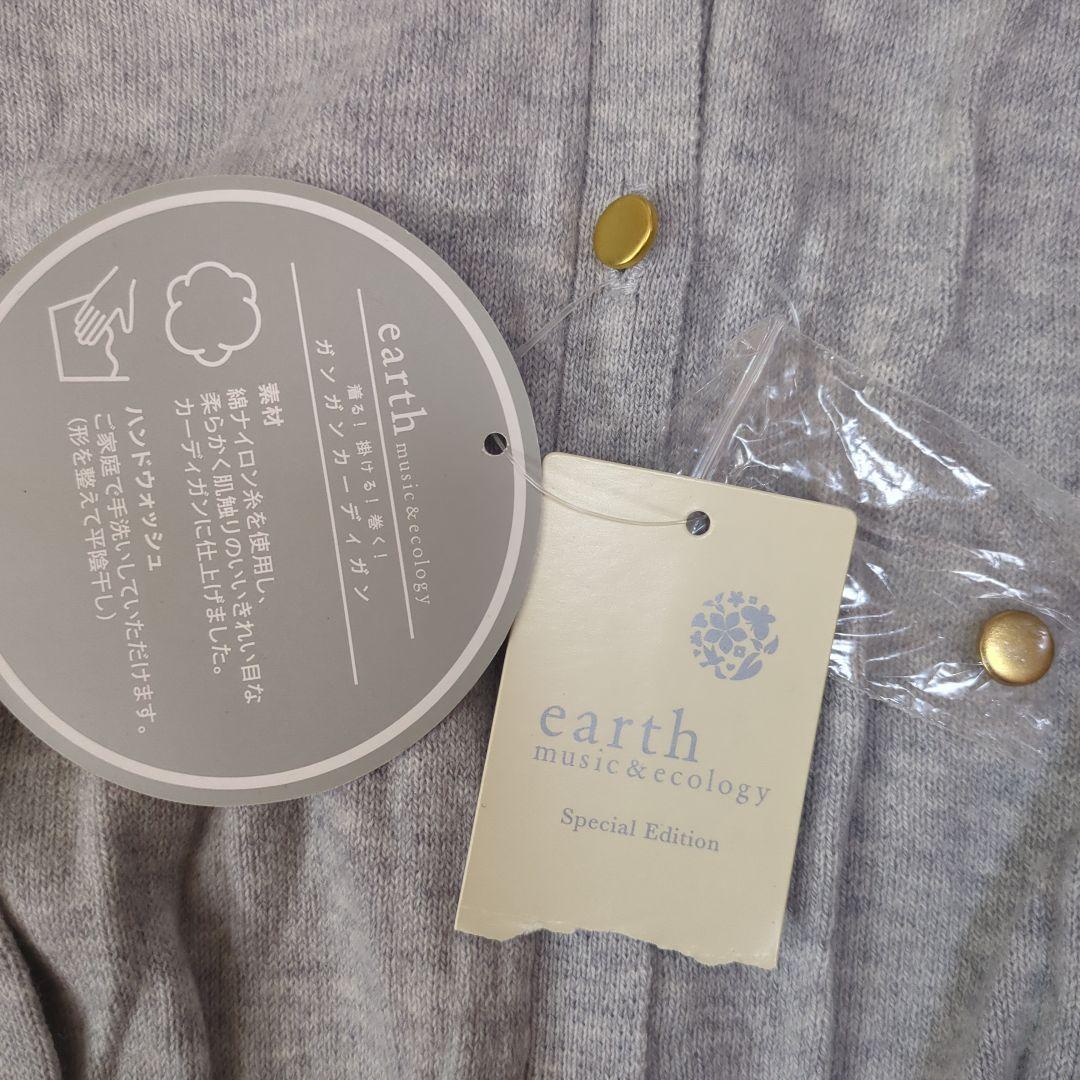 earth
music&ecology
着る! 掛ける! 巻く!
ガンガンカーディガン
素材
綿ナイロン糸を使用し、
柔らかく肌触りのいいきれい目な
カーディガンに仕上げました。
ハンドウォッシュ
ご家庭で手洗いしていただけます。
(形を整えて平陰干し)
earth
music&ecology
Special Edition